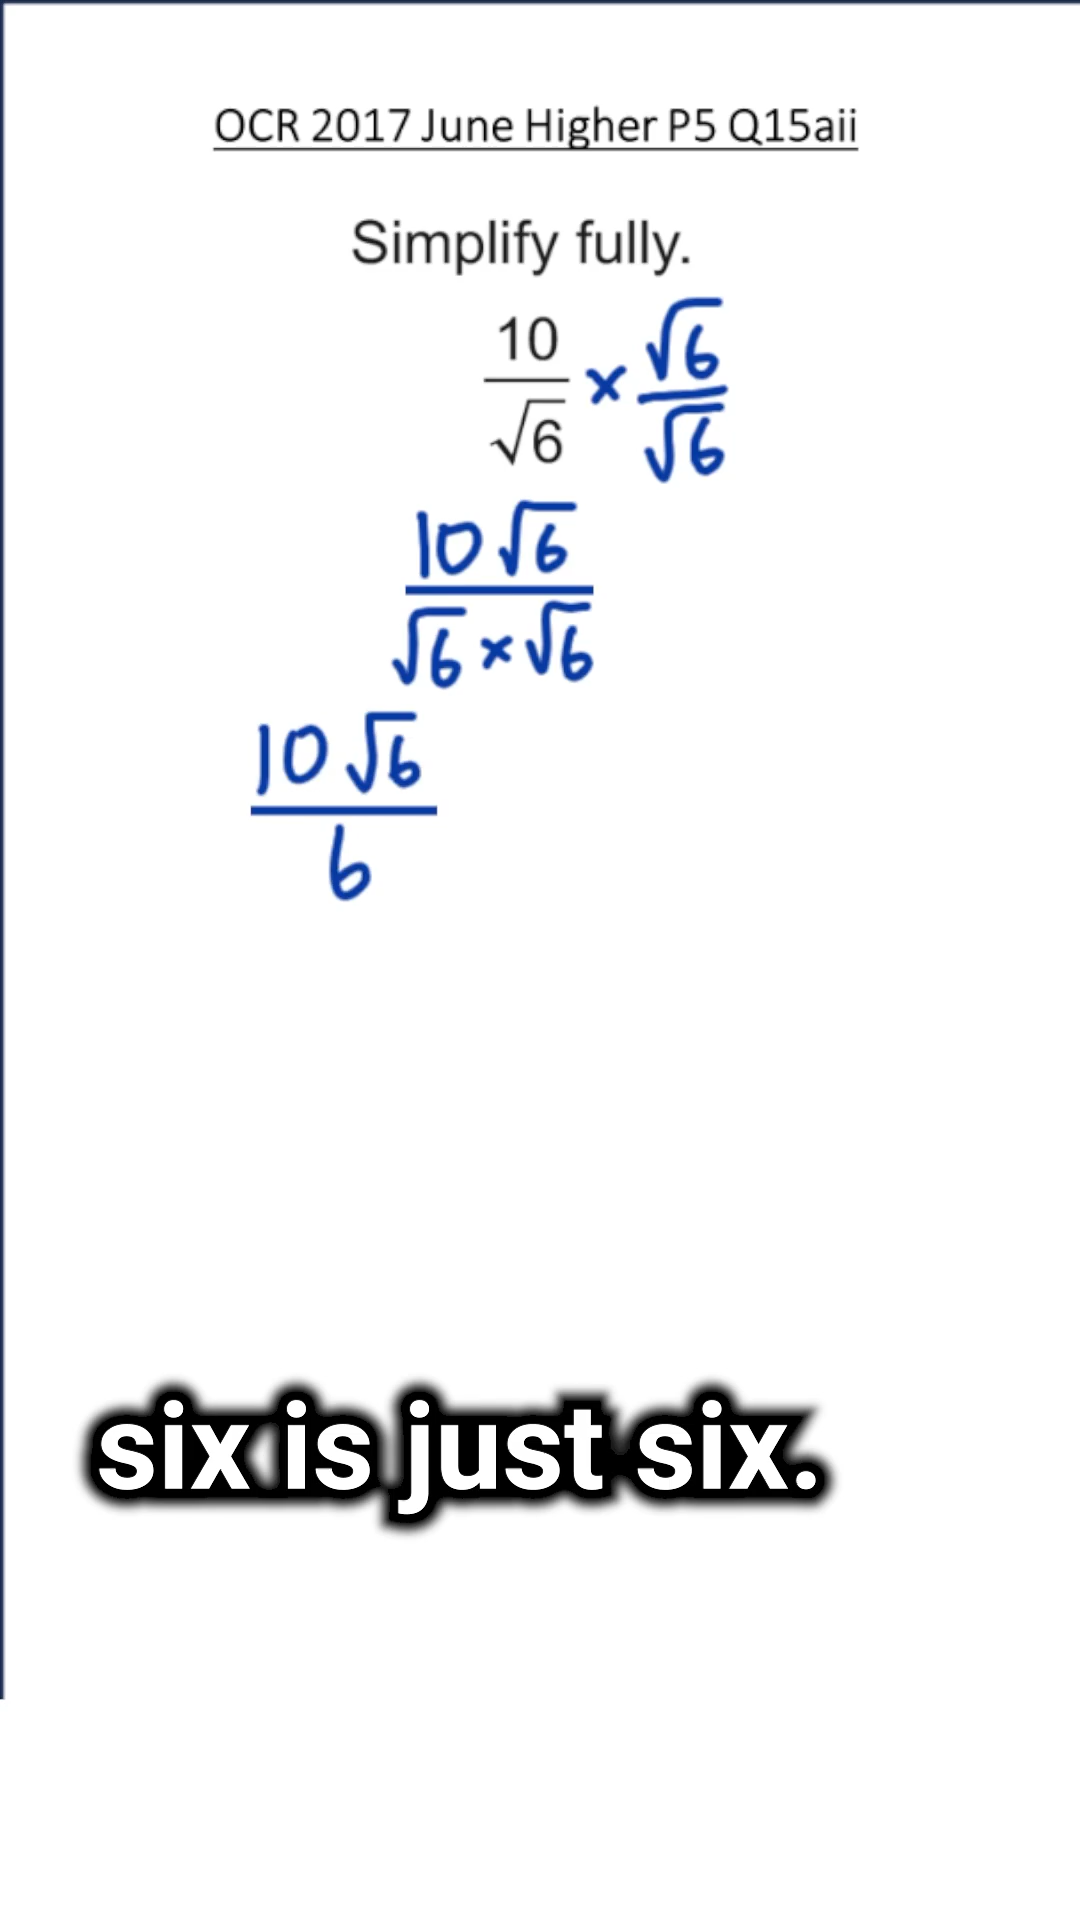 OCR 2017 June Higher P5 Q15aii
Simplify fully.
10/√6 × √6/√6
10√6/(√6 × √6)
10√6/6
six is just six.